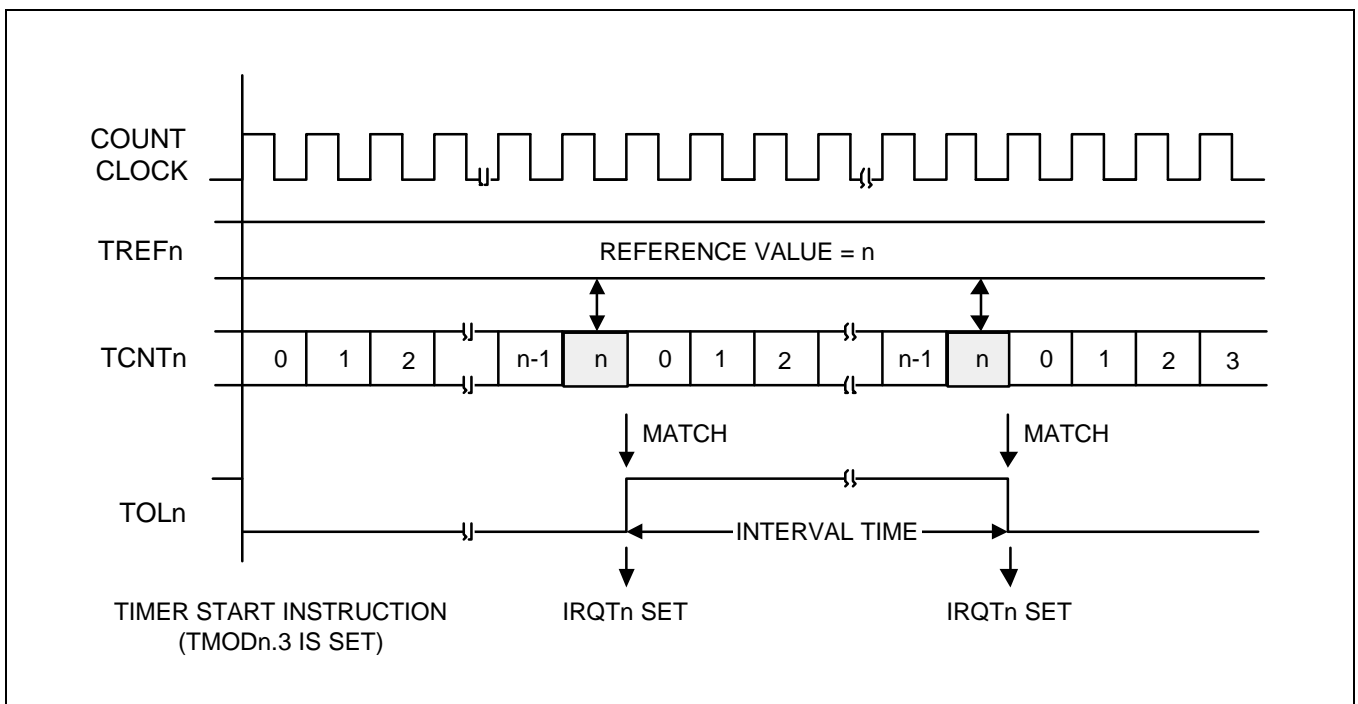 COUNT
CLOCK
TREFn
REFERENCE VALUE = n
TCNTn
0 1 2 n-1 n 0 1 2 n-1 n 0 1 2 3
MATCH MATCH
TOLn
INTERVAL TIME
TIMER START INSTRUCTION IRQTn SET IRQTn SET
(TMODn.3 IS SET)